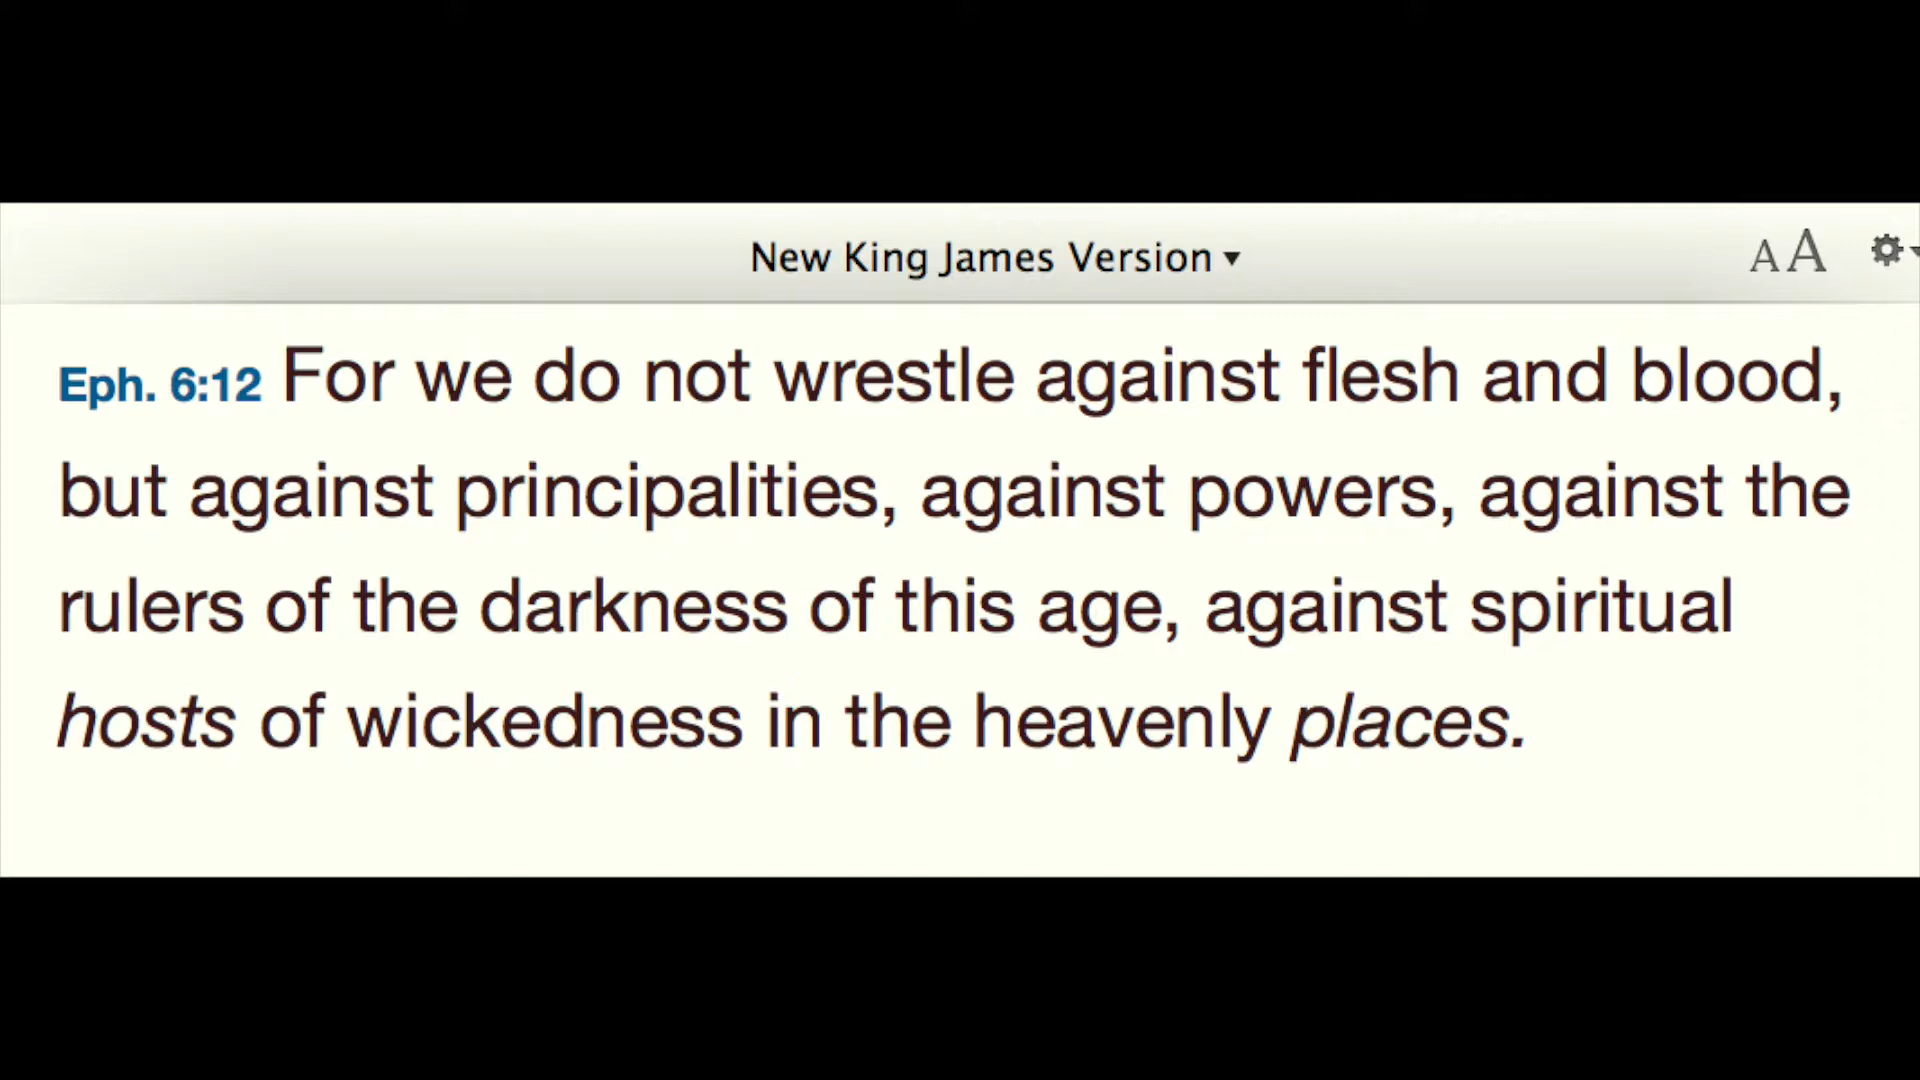 New King James Version ▾
AA
Eph. 6:12 For we do not wrestle against flesh and blood,
but against principalities, against powers, against the
rulers of the darkness of this age, against spiritual
hosts of wickedness in the heavenly places.